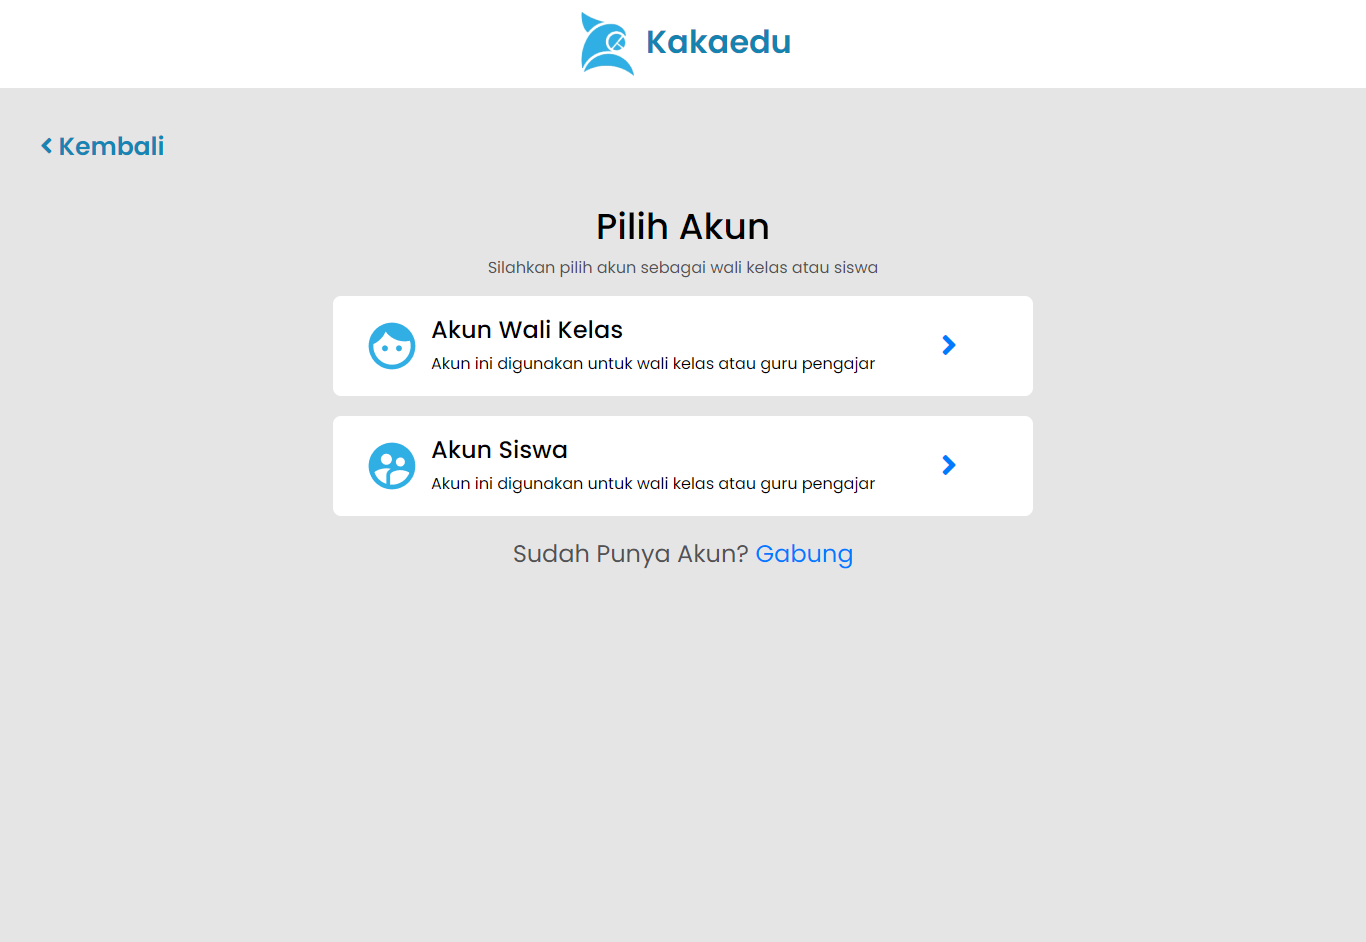 Kakaedu
Kembali
Pilih Akun
Silahkan pilih akun sebagai wali kelas atau siswa
Akun Wali Kelas
Akun ini digunakan untuk wali kelas atau guru pengajar
Akun Siswa
Akun ini digunakan untuk wali kelas atau guru pengajar
Sudah Punya Akun? Gabung